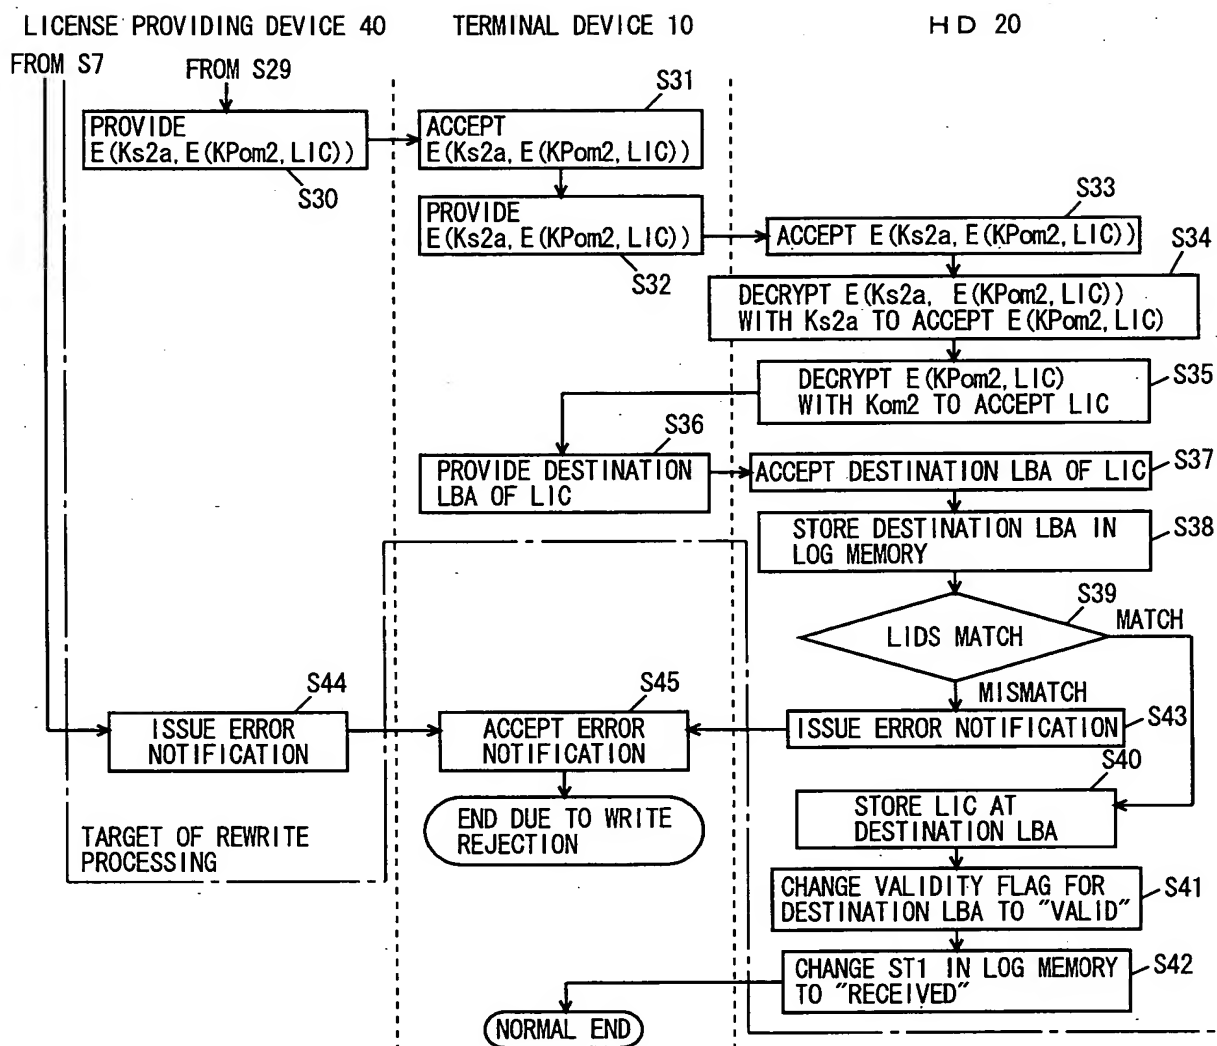 LICENSE PROVIDING DEVICE 40
TERMINAL DEVICE 10
HD 20
FROM S7
FROM S29
S31
PROVIDE
E(Ks2a, E(KPom2, LIC))
S30
ACCEPT
E(Ks2a, E(KPom2, LIC))
PROVIDE
E(Ks2a, E(KPom2, LIC))
S32
S33
ACCEPT E(Ks2a, E(KPom2, LIC))
S34
DECRYPT E(Ks2a, E(KPom2, LIC))
WITH Ks2a TO ACCEPT E(KPom2, LIC)
DECRYPT E(KPom2, LIC)
WITH Kom2 TO ACCEPT LIC
S35
S36
PROVIDE DESTINATION
LBA OF LIC
ACCEPT DESTINATION LBA OF LIC
S37
STORE DESTINATION LBA IN
LOG MEMORY
S38
S39
LIDS MATCH
MATCH
MISMATCH
S44
ISSUE ERROR
NOTIFICATION
S45
ACCEPT ERROR
NOTIFICATION
ISSUE ERROR NOTIFICATION
S43
END DUE TO WRITE
REJECTION
S40
STORE LIC AT
DESTINATION LBA
TARGET OF REWRITE
PROCESSING
CHANGE VALIDITY FLAG FOR
DESTINATION LBA TO "VALID"
S41
CHANGE ST1 IN LOG MEMORY
TO "RECEIVED"
S42
NORMAL END